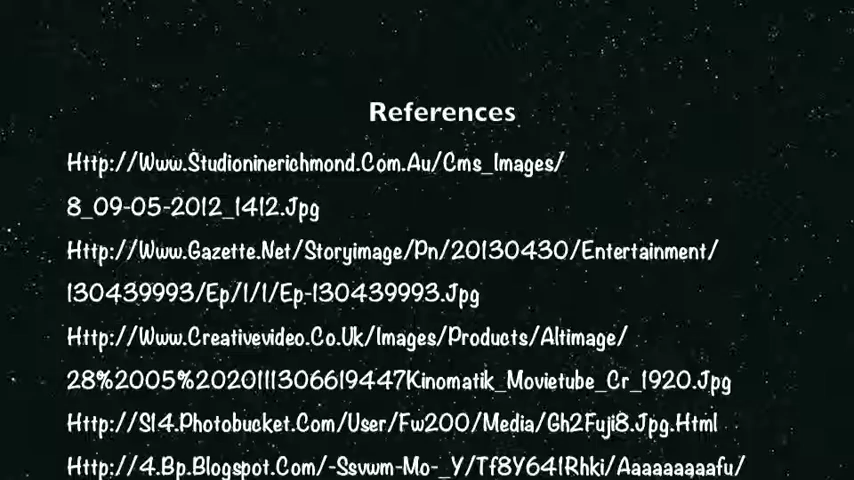 References
Http://Www.Studioninerichmond.Com.Au/Cms_Images/
8_09-05-2012_1412.Jpg
Http://Www.Gazette.Net/Storyimage/Pn/20130430/Entertainment/
130439993/Ep/1/1/Ep-130439993.Jpg
Http://Www.Creativevideo.Co.Uk/Images/Products/Altimage/
28%2005%2020111306619447Kinomatik_Movietube_Cr_1920.Jpg
Http://S14.Photobucket.Com/User/Fw200/Media/Gh2Fuji8.Jpg.Html
Http://4.Bp.Blogspot.Com/-Ssvwm-Mo-_Y/Tf8Y641Rhki/Aaaaaaaaafu/